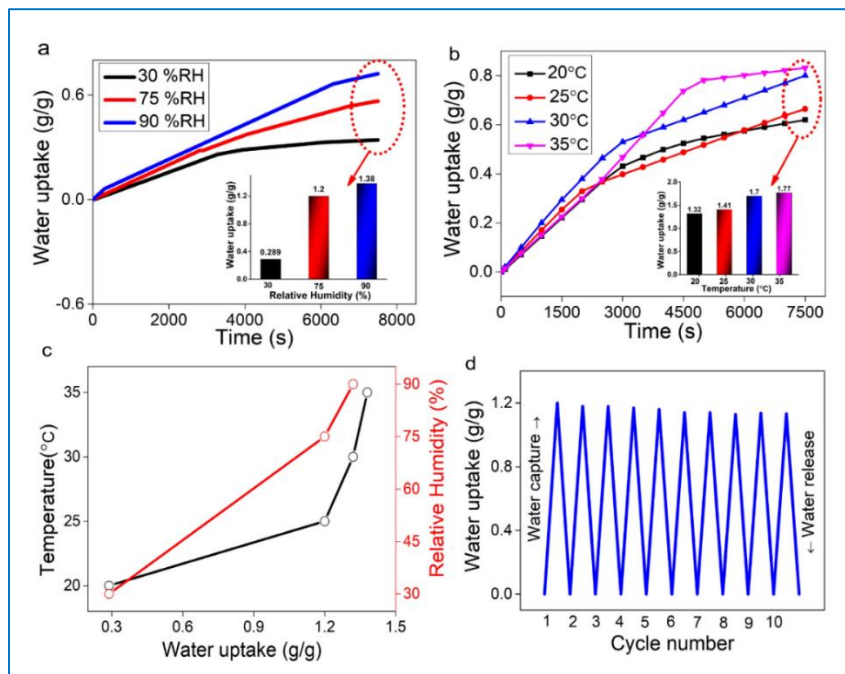 a
30 %RH
75 %RH
90 %RH
Water uptake (g/g)
0.6
0.0
-0.6
0 2000 4000 6000 8000
Time (s)
Water uptake (g/g)
1.2
0.8
0.4
0.0
0.289
1.2
1.38
30 75 90
Relative Humidity (%)
b
20°C
25°C
30°C
35°C
Water uptake (g/g)
0.8
0.6
0.4
0.2
0.0
0 1500 3000 4500 6000 7500
Time (s)
Water uptake (g/g)
2.0
1.5
1.0
0.5
0.0
1.32
1.41
1.7
1.77
20 25 30 35
Temperature (°C)
c
Temperature(°C)
35
30
25
20
Relative Humidity (%)
90
75
60
45
30
0.3 0.6 0.9 1.2 1.5
Water uptake (g/g)
d
Water uptake (g/g)
Water capture →
1.2
0.8
0.4
0.0
← Water release
1 2 3 4 5 6 7 8 9 10
Cycle number